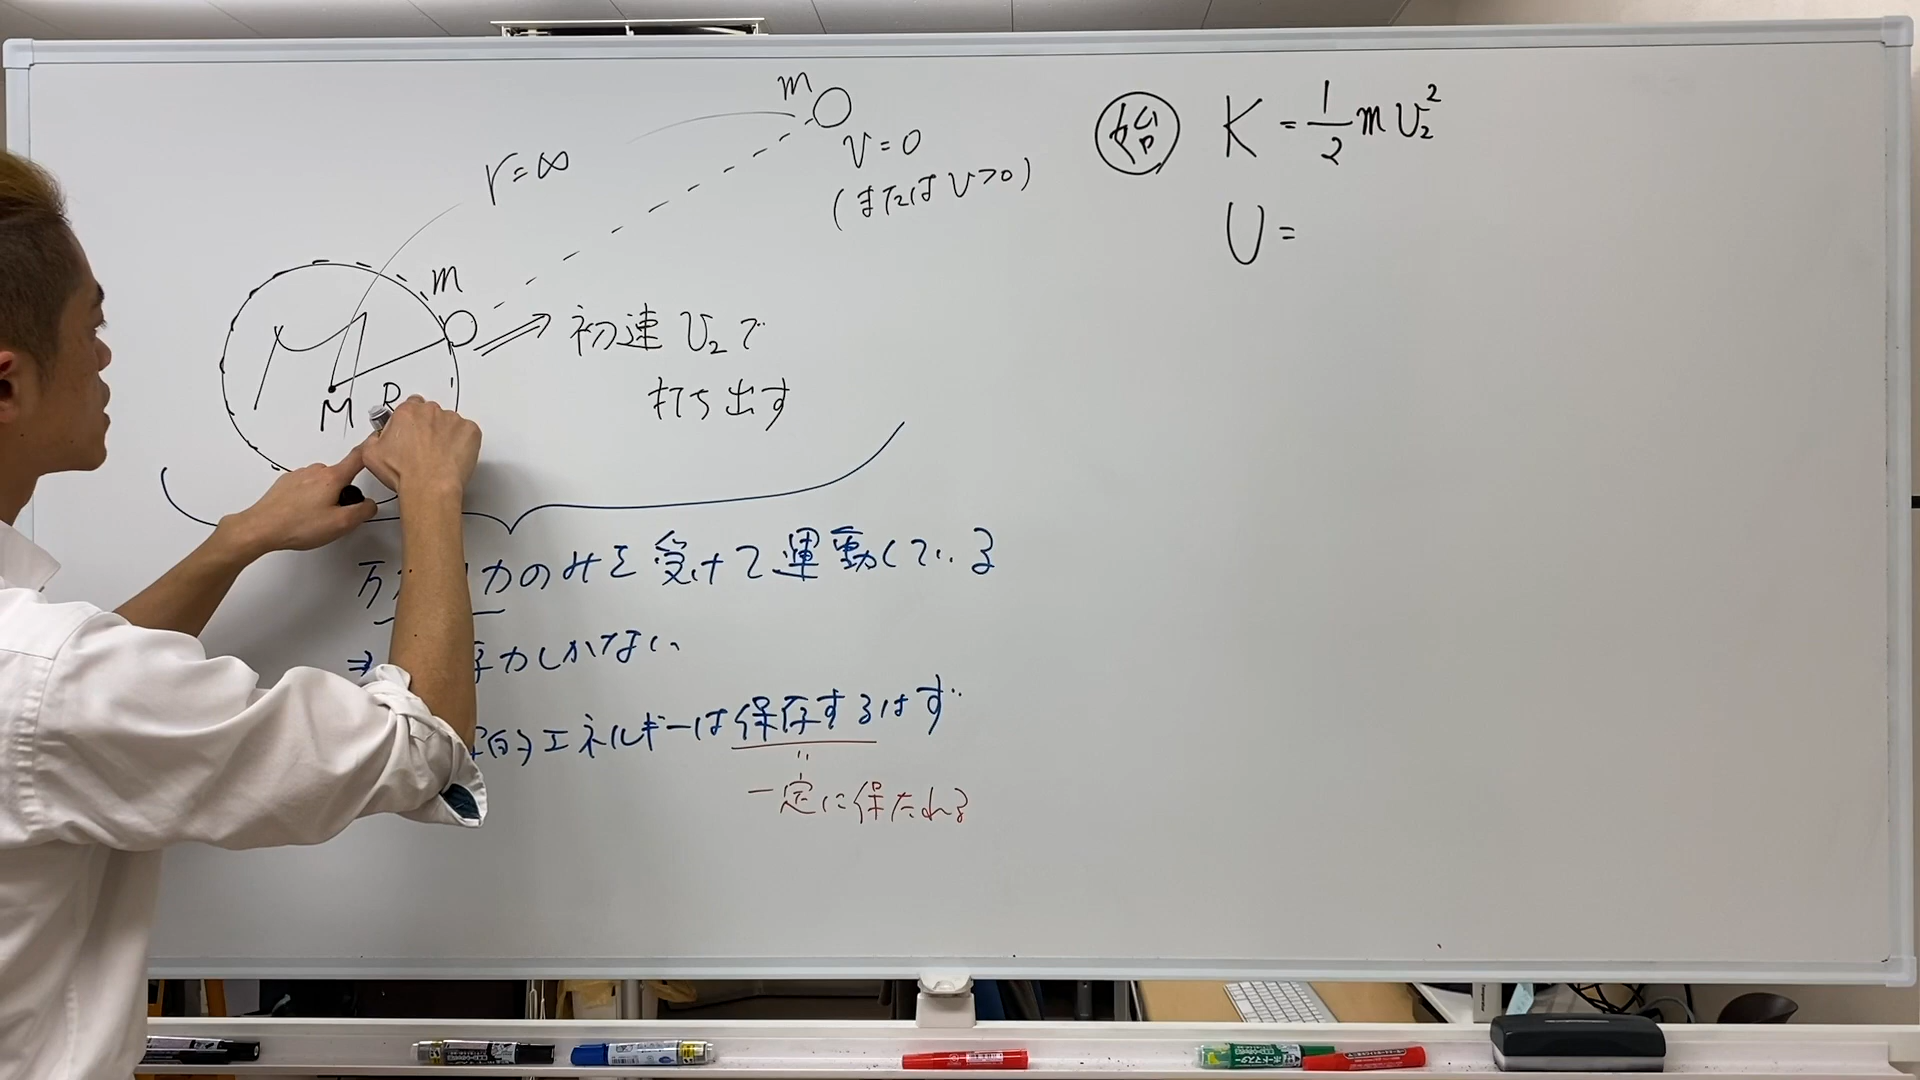 m
r=∞
v=0
(または v>0)
m
初速 v₂で
打ち出す
M
R
力のみを受けて運動している
力しかない
エネルギーは保存するはず
〃
一定に保たれる
始 K = 1/2 m v₂²
U =